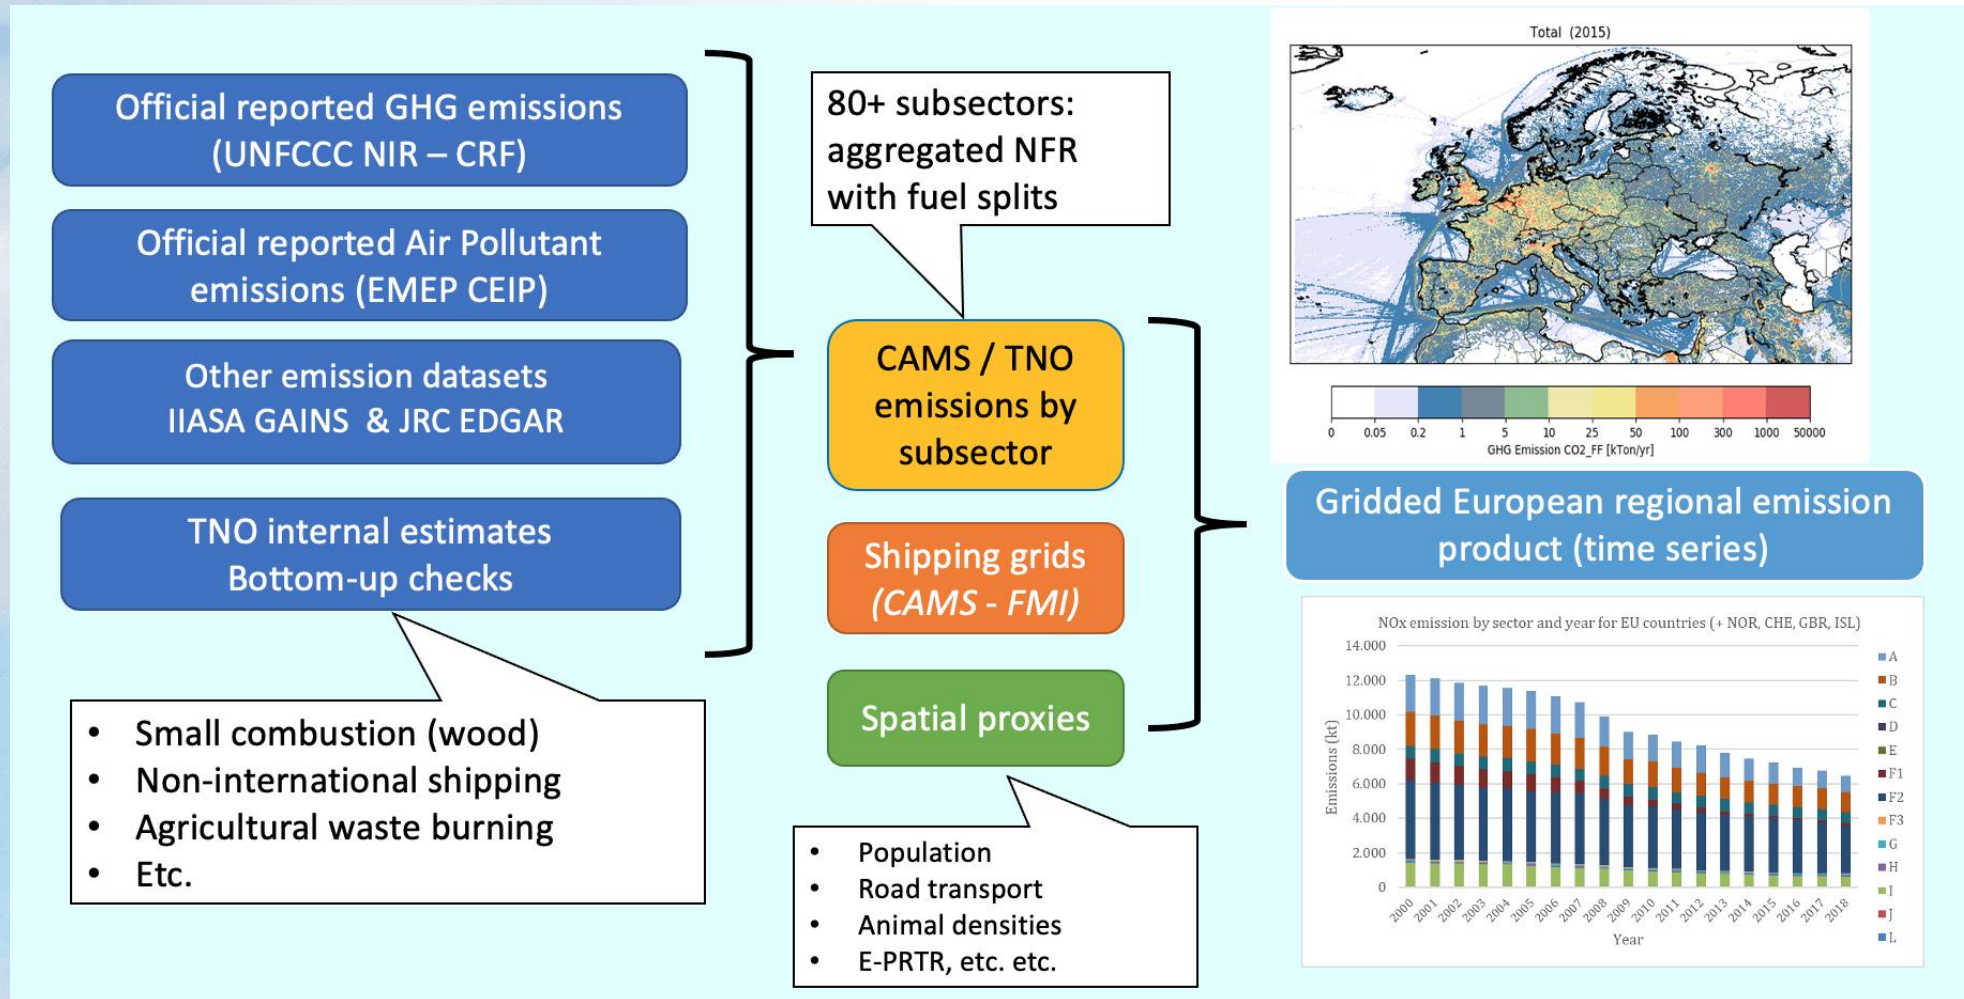 Official reported GHG emissions
(UNFCCC NIR – CRF)
Official reported Air Pollutant
emissions (EMEP CEIP)
Other emission datasets
IIASA GAINS & JRC EDGAR
TNO internal estimates
Bottom-up checks
• Small combustion (wood)
• Non-international shipping
• Agricultural waste burning
• Etc.
80+ subsectors:
aggregated NFR
with fuel splits
CAMS / TNO
emissions by
subsector
Shipping grids
(CAMS - FMI)
Spatial proxies
• Population
• Road transport
• Animal densities
• E-PRTR, etc. etc.
Total (2015)
0 0.05 0.2 1 5 10 25 50 100 300 1000 50000
GHG Emission CO2_FF [kTon/yr]
Gridded European regional emission
product (time series)
NOx emission by sector and year for EU countries (+ NOR, CHE, GBR, ISL)
Emissions (kt)
14.000
12.000
10.000
8.000
6.000
4.000
2.000
0
2000 2001 2002 2003 2004 2005 2006 2007 2008 2009 2010 2011 2012 2013 2014 2015 2016 2017 2018
Year
A
B
C
D
E
F1
F2
F3
G
H
I
J
L